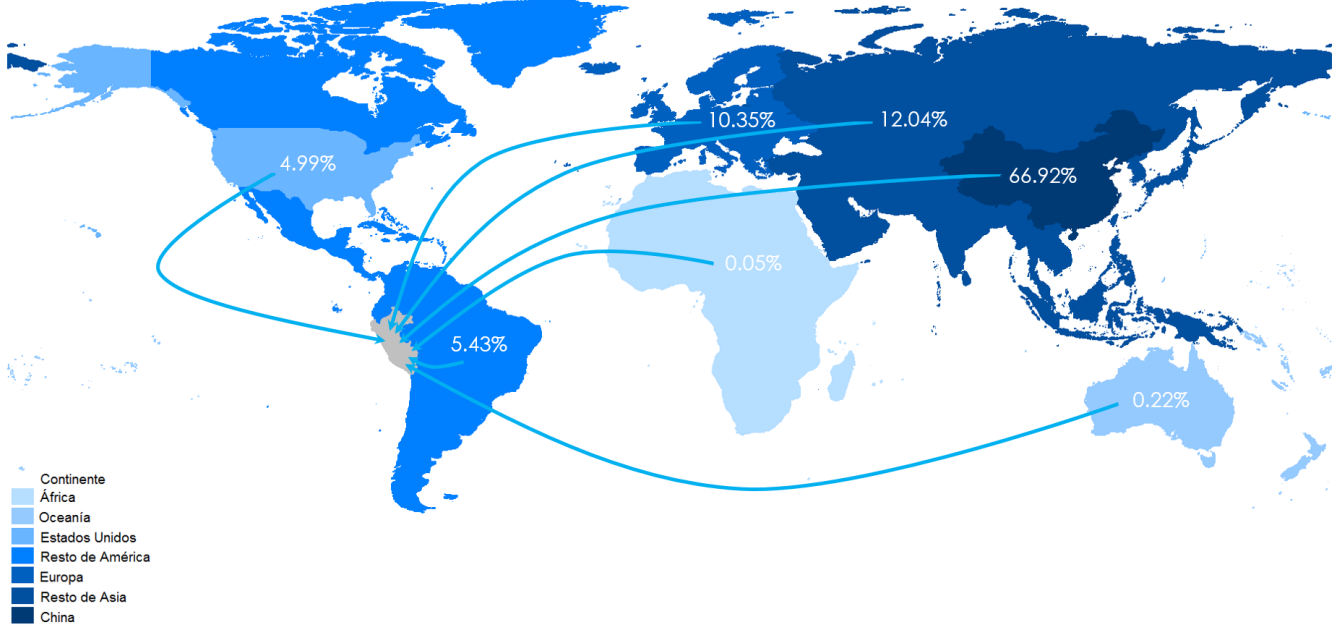 10.35%
12.04%
4.99%
66.92%
0.05%
5.43%
0.22%
Continente
África
Oceanía
Estados Unidos
Resto de América
Europa
Resto de Asia
China